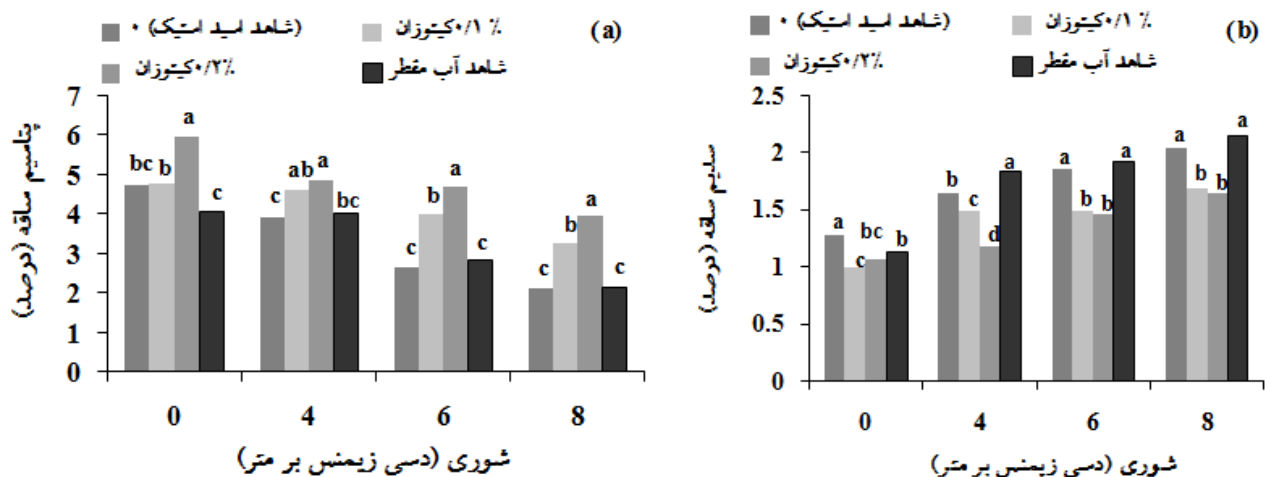 (شاهد اسید استیک) ۰
۰/۱ %کیتوزان
(a)
۰/۲%کیتوزان
شاهد آب مقطر
پتاسیم ساقه (درصد)
7
6
5
4
3
2
1
0
bc b a c
c ab a bc
c b a c
c b a c
0 4 6 8
شوری (دسی زیمنس بر متر)
(شاهد اسید استیک) ۰
۰/۱ %کیتوزان
(b)
۰/۲%کیتوزان
شاهد آب مقطر
سدیم ساقه (درصد)
2.5
2
1.5
1
0.5
0
a c bc b
b c d a
a b b a
a b b a
0 4 6 8
شوری (دسی زیمنس بر متر)